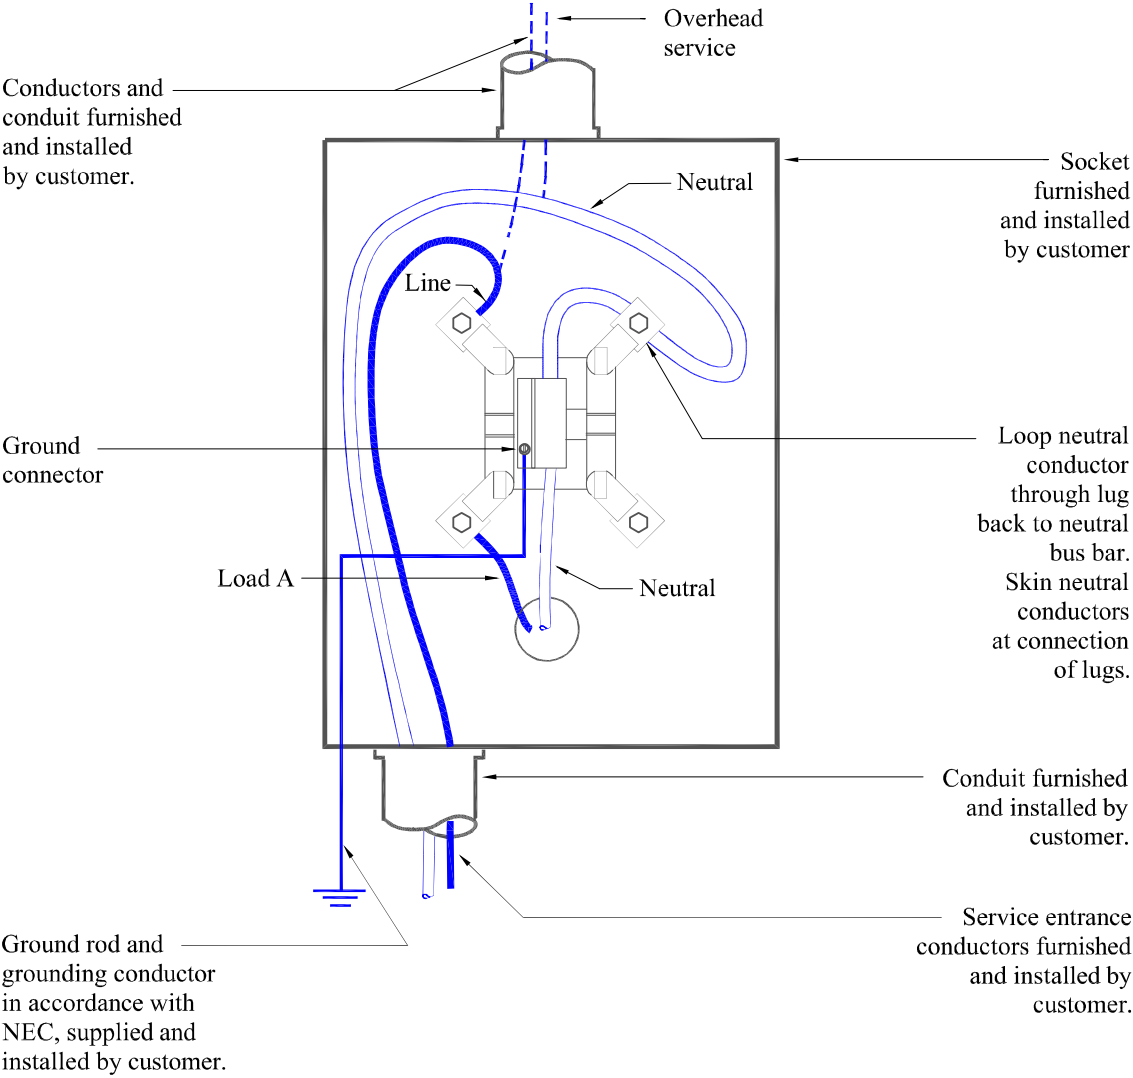 Overhead
service
Conductors and
conduit furnished
and installed
by customer.
Socket
furnished
and installed
by customer
Neutral
Line
Ground
connector
Loop neutral
conductor
through lug
back to neutral
bus bar.
Skin neutral
conductors
at connection
of lugs.
Load A
Neutral
Conduit furnished
and installed by
customer.
Service entrance
conductors furnished
and installed by
customer.
Ground rod and
grounding conductor
in accordance with
NEC, supplied and
installed by customer.